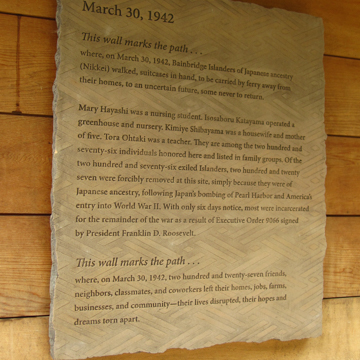 March 30, 1942
This wall marks the path . . .
where, on March 30, 1942, Bainbridge Islanders of Japanese ancestry
(Nikkei) walked, suitcases in hand, to be carried by ferry away from
their homes, to an uncertain future, some never to return.
Mary Hayashi was a nursing student. Isosaburo Katayama operated a
greenhouse and nursery. Kimiye Shibayama was a housewife and mother
of five. Tora Ohtaki was a teacher. They are among the two hundred and
seventy-six individuals honored here and listed in family groups. Of the
two hundred and seventy-six exiled Islanders, two hundred and twenty
seven were forcibly removed at this site, simply because they were of
Japanese ancestry, following Japan's bombing of Pearl Harbor and America's
entry into World War II. With only six days notice, most were incarcerated
for the remainder of the war as a result of Executive Order 9066 signed
by President Franklin D. Roosevelt.
This wall marks the path . . .
where, on March 30, 1942, two hundred and twenty-seven friends,
neighbors, classmates, and coworkers left their homes, jobs, farms,
businesses, and community—their lives disrupted, their hopes and
dreams torn apart.